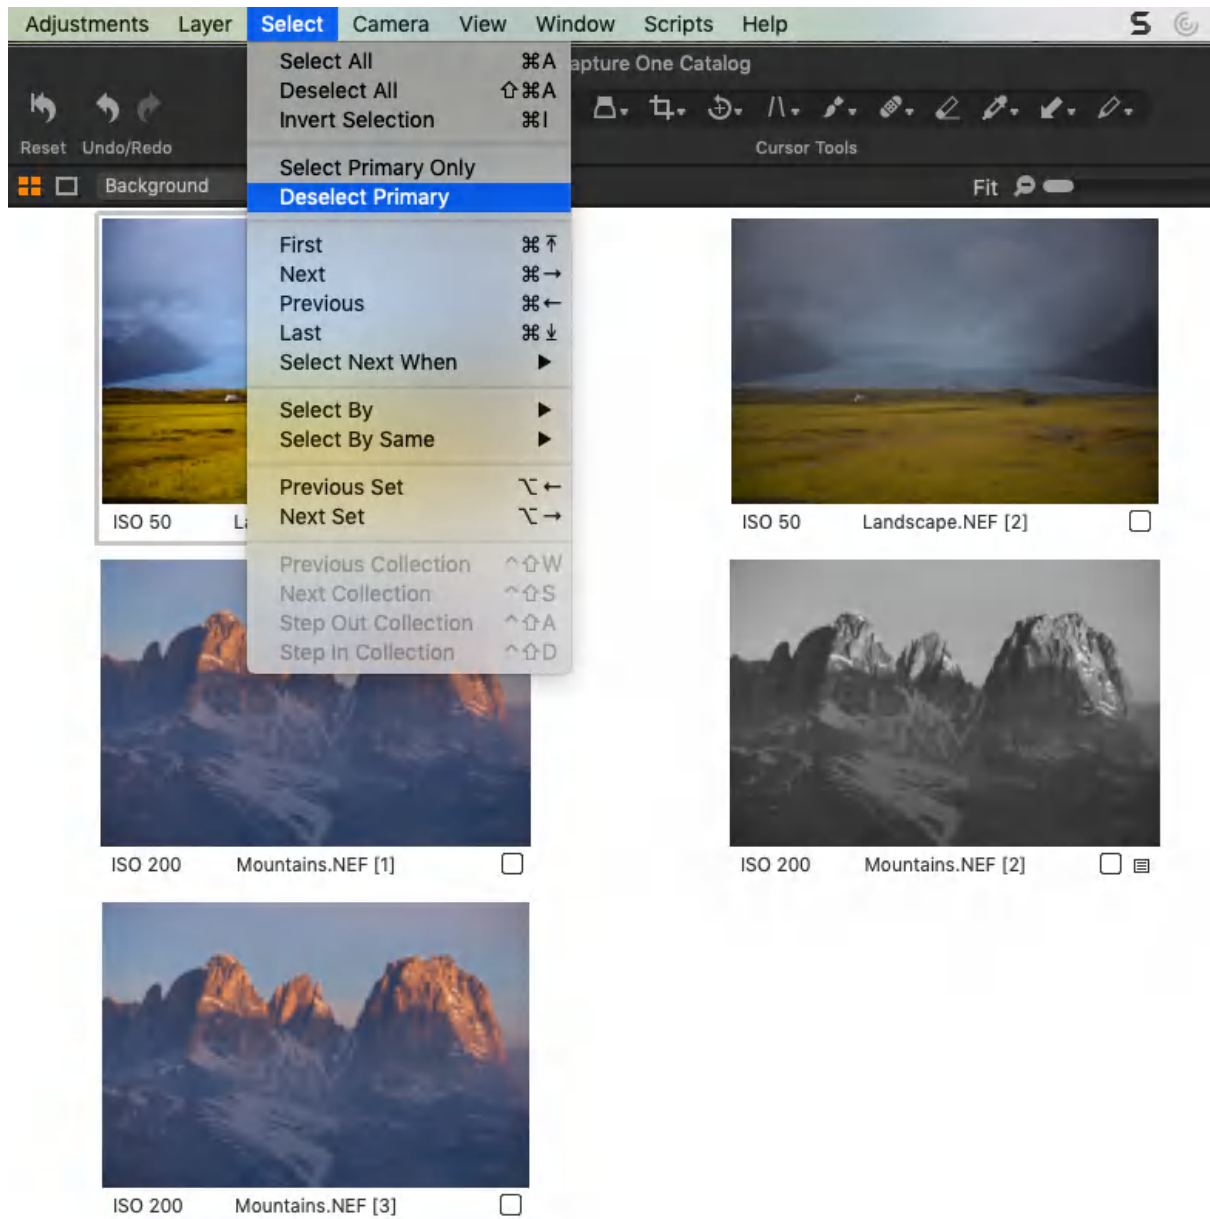 Adjustments Layer Select Camera View Window Scripts Help
Select All ⌘A
Deselect All ⇧⌘A
Invert Selection ⌘I
Select Primary Only
Deselect Primary
First ⌘⤒
Next ⌘→
Previous ⌘←
Last ⌘⤓
Select Next When ▶
Select By ▶
Select By Same ▶
Previous Set ⌥←
Next Set ⌥→
Previous Collection ^⇧W
Next Collection ^⇧S
Step Out Collection ^⇧A
Step In Collection ^⇧D
apture One Catalog
Reset Undo/Redo
Cursor Tools
Background
Fit
ISO 50
ISO 50 Landscape.NEF [2]
ISO 200 Mountains.NEF [1]
ISO 200 Mountains.NEF [2]
ISO 200 Mountains.NEF [3]